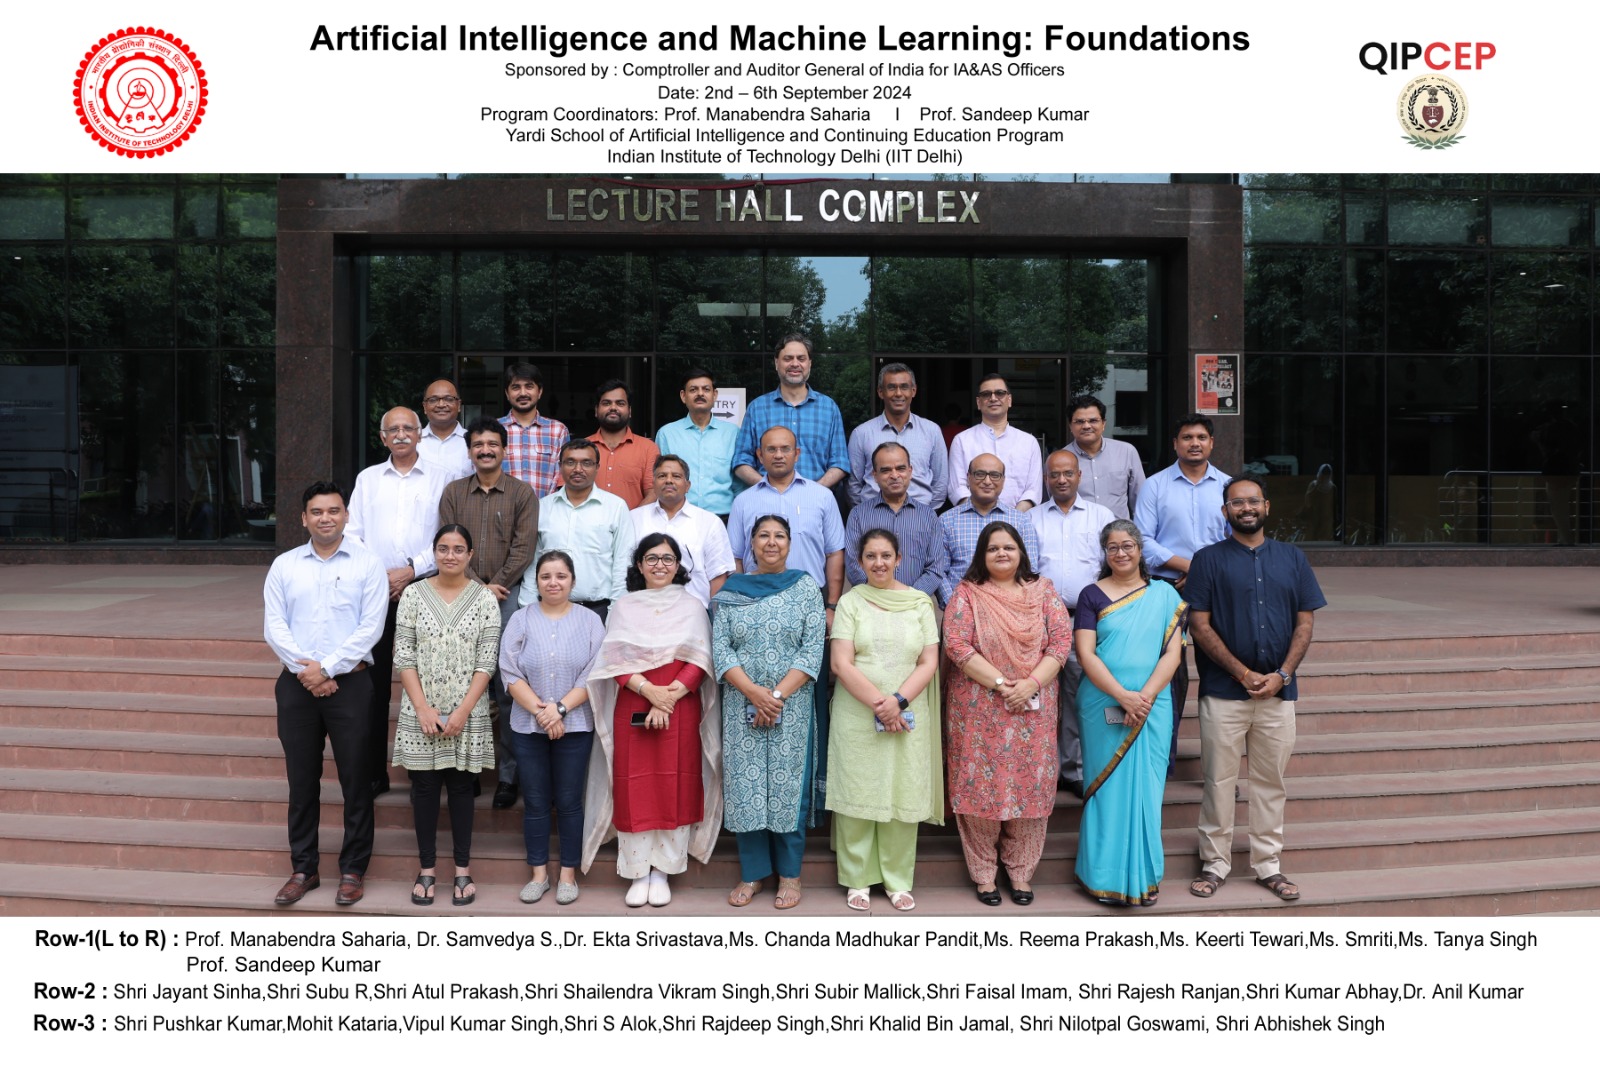 Artificial Intelligence and Machine Learning: Foundations
Sponsored by : Comptroller and Auditor General of India for IA&AS Officers
Date: 2nd – 6th September 2024
Program Coordinators: Prof. Manabendra Saharia I Prof. Sandeep Kumar
Yardi School of Artificial Intelligence and Continuing Education Program
Indian Institute of Technology Delhi (IIT Delhi)
भारतीय प्रौद्योगिकी संस्थान दिल्ली
INDIAN INSTITUTE OF TECHNOLOGY DELHI
QIPCEP
LECTURE HALL COMPLEX
Row-1(L to R) : Prof. Manabendra Saharia, Dr. Samvedya S.,Dr. Ekta Srivastava,Ms. Chanda Madhukar Pandit,Ms. Reema Prakash,Ms. Keerti Tewari,Ms. Smriti,Ms. Tanya Singh
Prof. Sandeep Kumar
Row-2 : Shri Jayant Sinha,Shri Subu R,Shri Atul Prakash,Shri Shailendra Vikram Singh,Shri Subir Mallick,Shri Faisal Imam, Shri Rajesh Ranjan,Shri Kumar Abhay,Dr. Anil Kumar
Row-3 : Shri Pushkar Kumar,Mohit Kataria,Vipul Kumar Singh,Shri S Alok,Shri Rajdeep Singh,Shri Khalid Bin Jamal, Shri Nilotpal Goswami, Shri Abhishek Singh